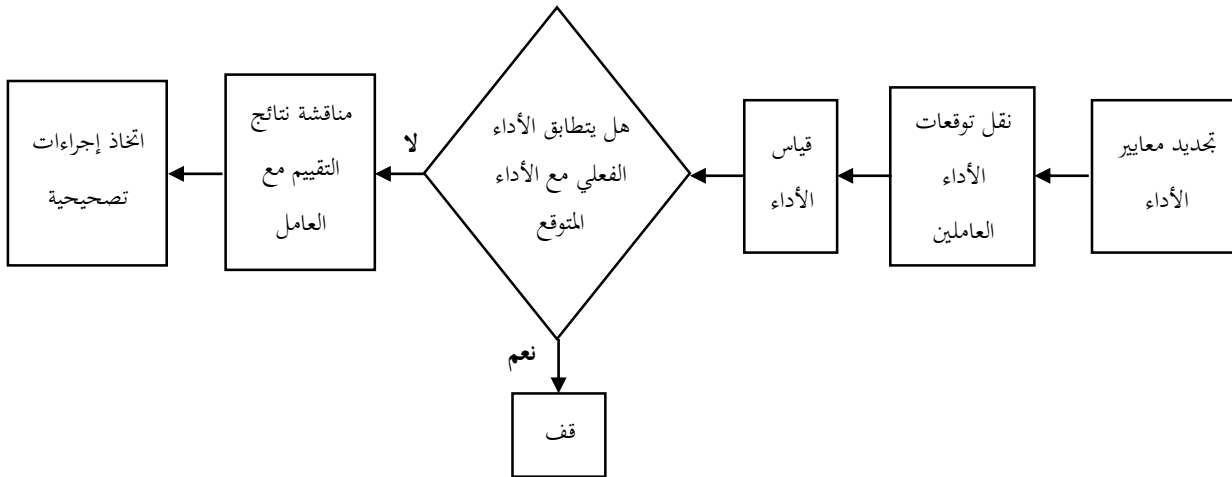 تحديد معايير
الأداء
نقل توقعات
الأداء
العاملين
قياس
الأداء
هل يتطابق الأداء
الفعلي مع الأداء
المتوقع
لا
مناقشة نتائج
التقييم مع
العامل
اتخاذ إجراءات
تصحيحية
نعم
قف